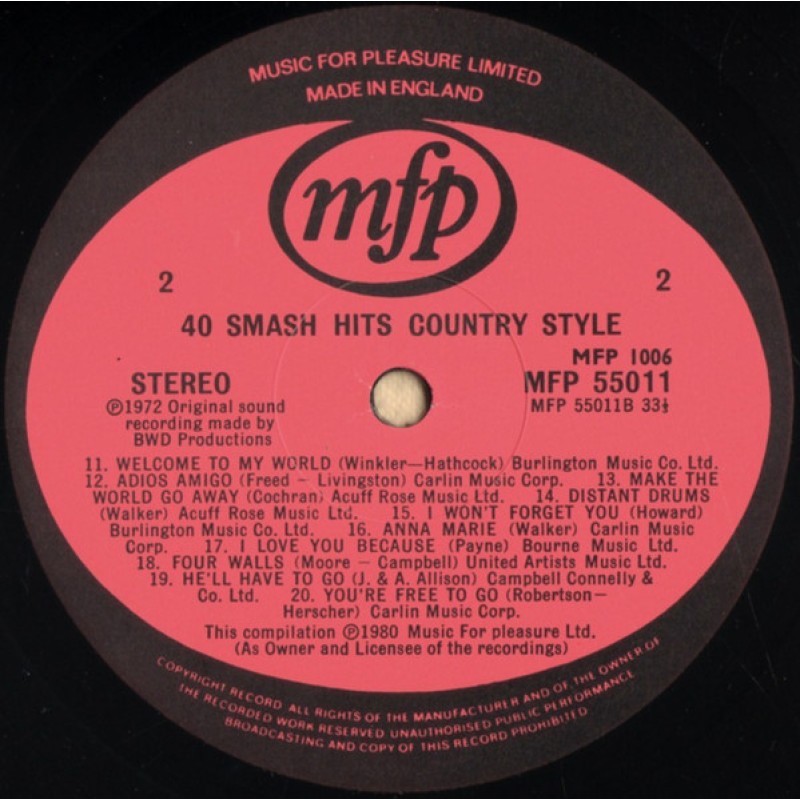 MUSIC FOR PLEASURE LIMITED
MADE IN ENGLAND
mfp
2 2
40 SMASH HITS COUNTRY STYLE
MFP 1006
STEREO MFP 55011
Ⓟ1972 Original sound MFP 55011B 33⅓
recording made by
BWD Productions
11. WELCOME TO MY WORLD (Winkler—Hathcock) Burlington Music Co. Ltd.
12. ADIOS AMIGO (Freed - Livingston) Carlin Music Corp. 13. MAKE THE
WORLD GO AWAY (Cochran) Acuff Rose Music Ltd. 14. DISTANT DRUMS
(Walker) Acuff Rose Music Ltd. 15. I WON'T FORGET YOU (Howard)
Burlington Music Co. Ltd. 16. ANNA MARIE (Walker) Carlin Music
Corp. 17. I LOVE YOU BECAUSE (Payne) Bourne Music Ltd.
18. FOUR WALLS (Moore - Campbell) United Artists Music Ltd.
19. HE'LL HAVE TO GO (J. & A. Allison) Campbell Connelly &
Co. Ltd. 20. YOU'RE FREE TO GO (Robertson—
Herscher) Carlin Music Corp.
This compilation Ⓟ1980 Music For pleasure Ltd.
(As Owner and Licensee of the recordings)
COPYRIGHT RECORD ALL RIGHTS OF THE MANUFACTURER AND OF THE OWNER OF
THE RECORDED WORK RESERVED UNAUTHORISED PUBLIC PERFORMANCE
BROADCASTING AND COPY OF THIS RECORD PROHIBITED